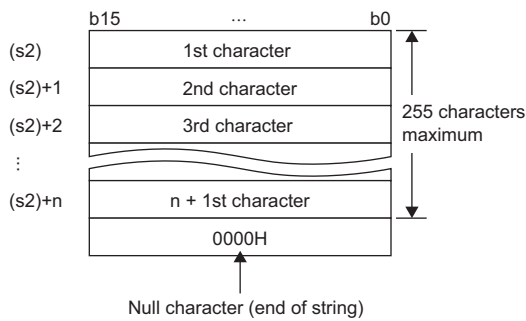 b15 ... b0
(s2) 1st character
(s2)+1 2nd character
(s2)+2 3rd character
⋮
255 characters
maximum
(s2)+n n + 1st character
0000H
Null character (end of string)